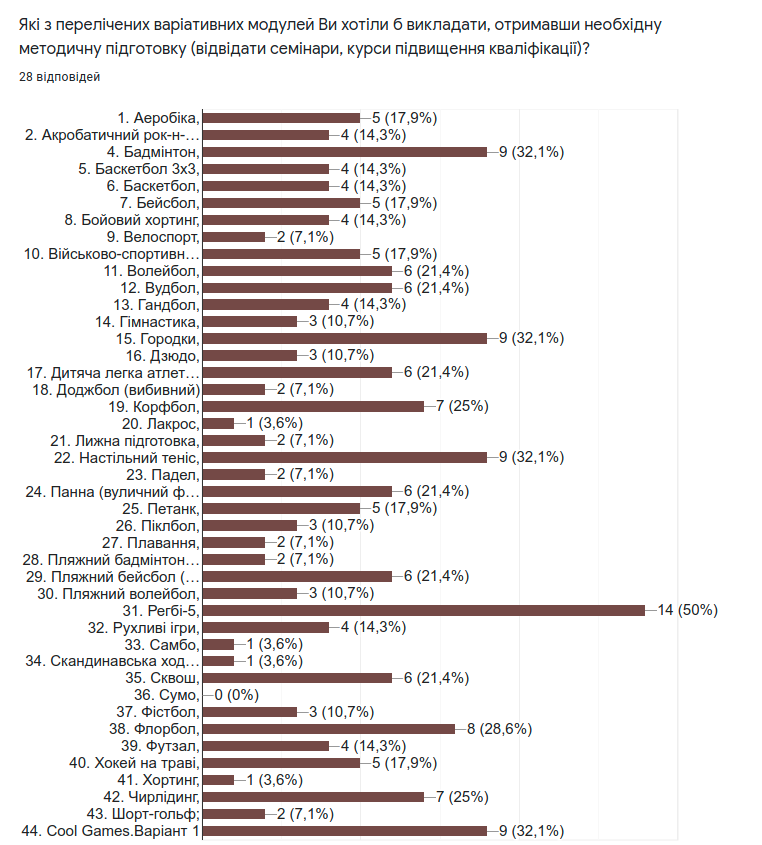 Які з перелічених варіативних модулей Ви хотіли б викладати, отримавши необхідну
методичну підготовку (відвідати семінари, курси підвищення кваліфікації)?
28 відповідей
1. Аеробіка, 5 (17,9%)
2. Акробатичний рок-н-... 4 (14,3%)
4. Бадмінтон, 9 (32,1%)
5. Баскетбол 3х3, 4 (14,3%)
6. Баскетбол, 4 (14,3%)
7. Бейсбол, 5 (17,9%)
8. Бойовий хортинг, 4 (14,3%)
9. Велоспорт, 2 (7,1%)
10. Військово-спортивн... 5 (17,9%)
11. Волейбол, 6 (21,4%)
12. Вудбол, 6 (21,4%)
13. Гандбол, 4 (14,3%)
14. Гімнастика, 3 (10,7%)
15. Городки, 9 (32,1%)
16. Дзюдо, 3 (10,7%)
17. Дитяча легка атлет... 6 (21,4%)
18. Доджбол (вибивний) 2 (7,1%)
19. Корфбол, 7 (25%)
20. Лакрос, 1 (3,6%)
21. Лижна підготовка, 2 (7,1%)
22. Настільний теніс, 9 (32,1%)
23. Падел, 2 (7,1%)
24. Панна (вуличний ф... 6 (21,4%)
25. Петанк, 5 (17,9%)
26. Піклбол, 3 (10,7%)
27. Плавання, 2 (7,1%)
28. Пляжний бадмінтон... 2 (7,1%)
29. Пляжний бейсбол (... 6 (21,4%)
30. Пляжний волейбол, 3 (10,7%)
31. Регбі-5, 14 (50%)
32. Рухливі ігри, 4 (14,3%)
33. Самбо, 1 (3,6%)
34. Скандинавська ход... 1 (3,6%)
35. Сквош, 6 (21,4%)
36. Сумо, 0 (0%)
37. Фістбол, 3 (10,7%)
38. Флорбол, 8 (28,6%)
39. Футзал, 4 (14,3%)
40. Хокей на траві, 5 (17,9%)
41. Хортинг, 1 (3,6%)
42. Чирлідинг, 7 (25%)
43. Шорт-гольф; 2 (7,1%)
44. Cool Games.Варіант 1 9 (32,1%)